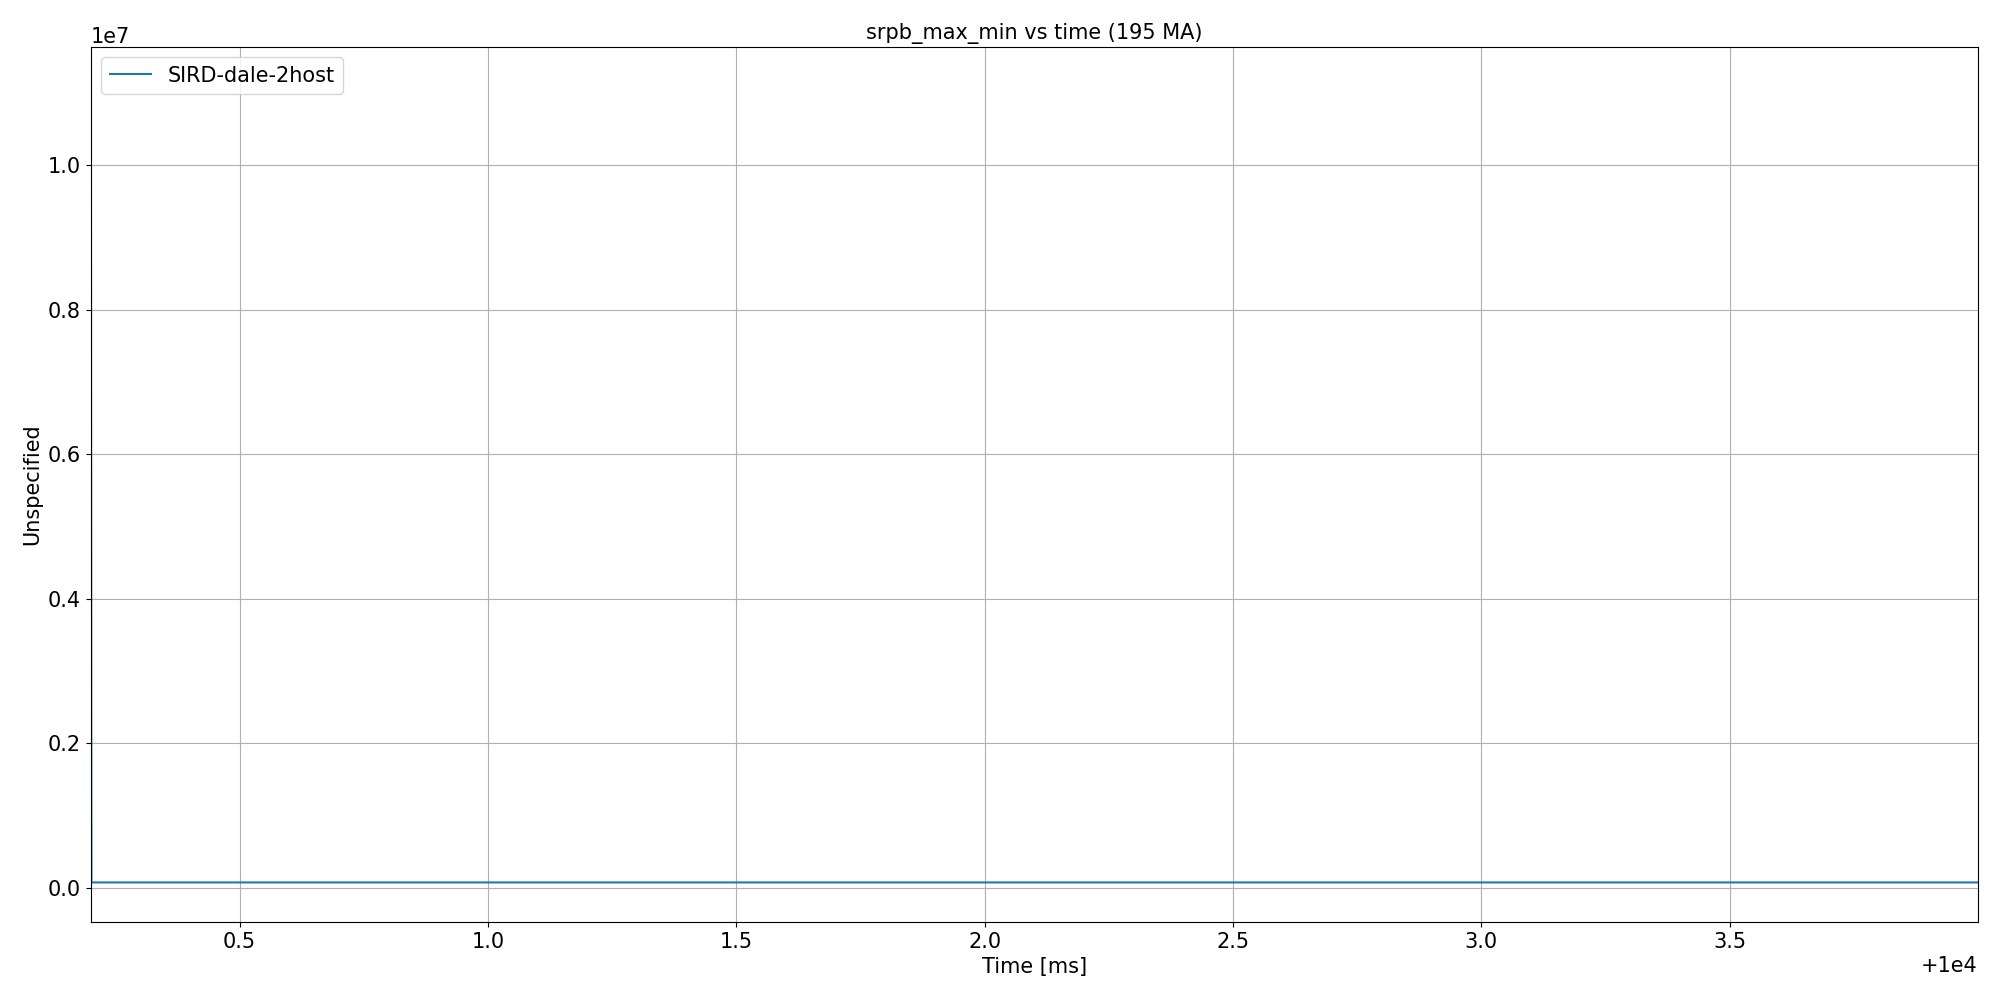 srpb_max_min vs time (195 MA)
1e7
SIRD-dale-2host
1.0
0.8
0.6
0.4
0.2
0.0
Unspecified
0.5 1.0 1.5 2.0 2.5 3.0 3.5
Time [ms]
+1e4